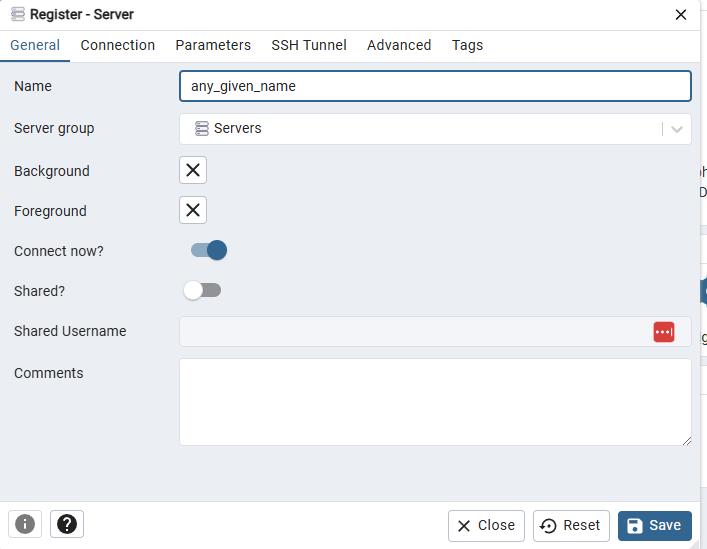 Register - Server
General Connection Parameters SSH Tunnel Advanced Tags
Name any_given_name
Server group Servers
Background
Foreground
Connect now?
Shared?
Shared Username
Comments
Close Reset Save